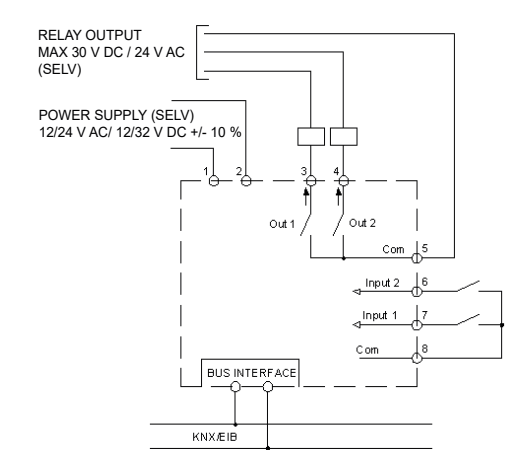 RELAY OUTPUT
MAX 30 V DC / 24 V AC
(SELV)
POWER SUPPLY (SELV)
12/24 V AC/ 12/32 V DC +/- 10 %
1 2 3 4
Out 1 Out 2
Com 5
Input 2 6
Input 1 7
Com 8
BUS INTERFACE
KNX/EIB